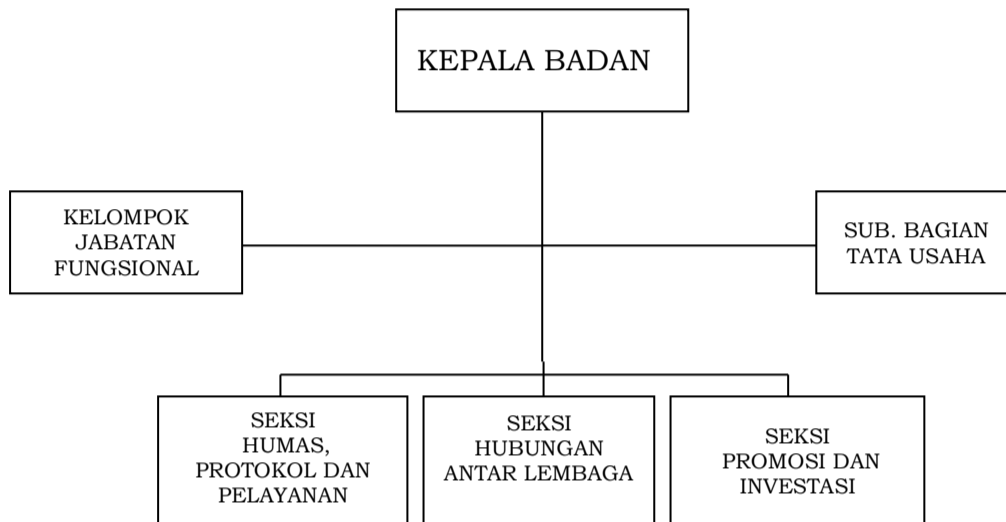 KEPALA BADAN
KELOMPOK
JABATAN
FUNGSIONAL
SUB. BAGIAN
TATA USAHA
SEKSI
HUMAS,
PROTOKOL DAN
PELAYANAN
SEKSI
HUBUNGAN
ANTAR LEMBAGA
SEKSI
PROMOSI DAN
INVESTASI